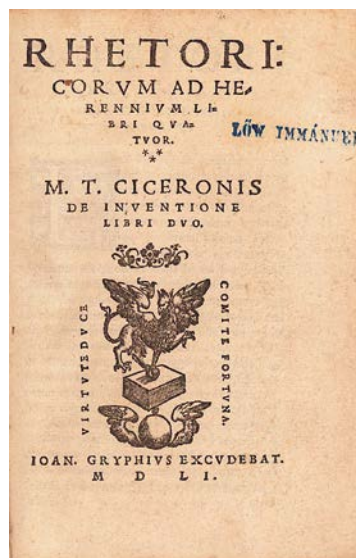 RHETORI:
CORVM AD HE,
RENNIVM LI=
BRI QVA=
TVOR.
M. T. CICERONIS
DE INVENTIONE
LIBRI DVO.
VIRTVTE DVCE
COMITE FORTVNA.
IOAN. GRYPHIVS EXCVDEBAT.
M D L I.
LÖW IMMÁNUEL